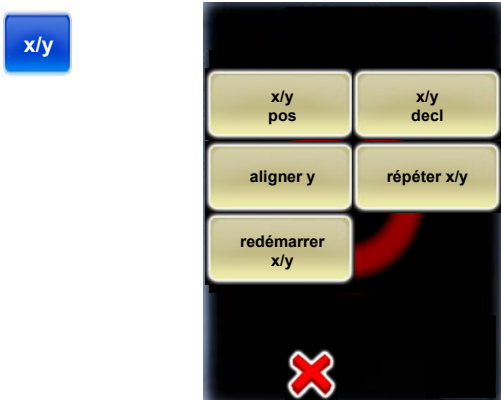 x/y
x/y
pos
x/y
decl
aligner y
répéter x/y
redémarrer
x/y